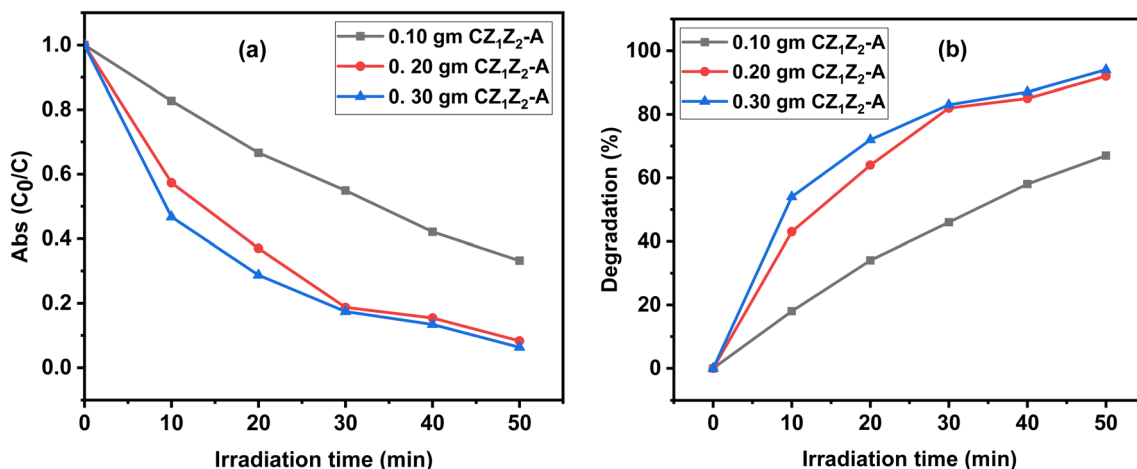 (a)
0.10 gm CZ₁Z₂-A
0. 20 gm CZ₁Z₂-A
0. 30 gm CZ₁Z₂-A
Abs (C₀/C)
1.0
0.8
0.6
0.4
0.2
0.0
0 10 20 30 40 50
Irradiation time (min)
(b)
0.10 gm CZ₁Z₂-A
0.20 gm CZ₁Z₂-A
0.30 gm CZ₁Z₂-A
Degradation (%)
100
80
60
40
20
0
0 10 20 30 40 50
Irradiation time (min)